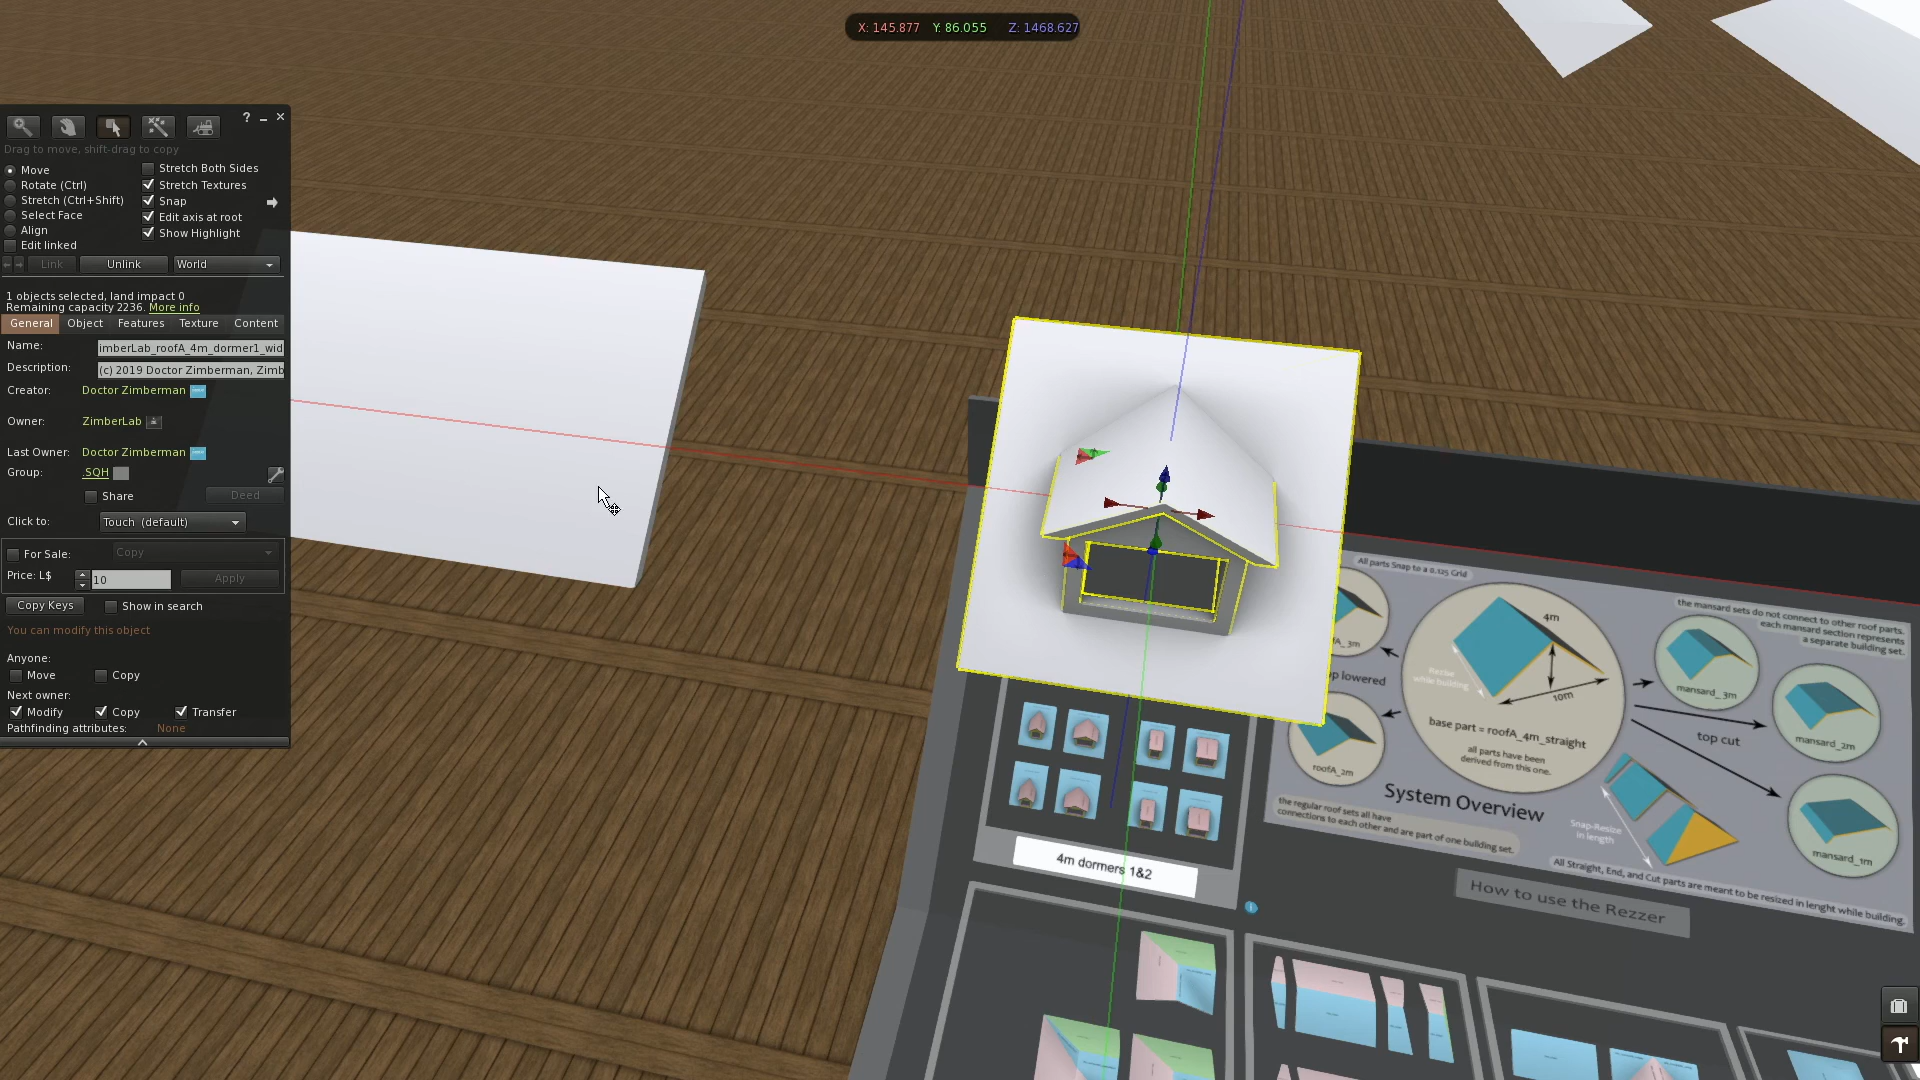 X: 145.877 Y: 86.055 Z: 1468.627
?
Drag to move, shift-drag to copy
Move
Rotate (Ctrl)
Stretch (Ctrl+Shift)
Select Face
Align
Edit linked
Stretch Both Sides
Stretch Textures
Snap
Edit axis at root
Show Highlight
Link
Unlink
World
1 objects selected, land impact 0
Remaining capacity 2236. More info
General Object Features Texture Content
Name: imberLab_roofA_4m_dormer1_wid
Description: (c) 2019 Doctor Zimberman, Zimb
Creator: Doctor Zimberman
Owner: ZimberLab
Last Owner: Doctor Zimberman
Group: .SQH
Share
Deed
Click to: Touch (default)
For Sale: Copy
Price: L$ 10 Apply
Copy Keys
Show in search
You can modify this object
Anyone:
Move Copy
Next owner:
Modify Copy Transfer
Pathfinding attributes: None
All parts Snap to a 0.125 Grid
4m
10m
Rezise
while building
base part = roofA_4m_straight
all parts have been
derived from this one.
the mansard sets do not connect to other roof parts.
each mansard section represents
a separate building set.
mansard_3m
mansard_2m
mansard_1m
A_3m
op lowered
roofA_2m
top cut
System Overview
the regular roof sets all have
connections to each other and are part of one building set.
Snap-Resize
in length
All Straight, End, and Cut parts are meant to be resized in lenght while building.
How to use the Rezzer
4m dormers 1&2